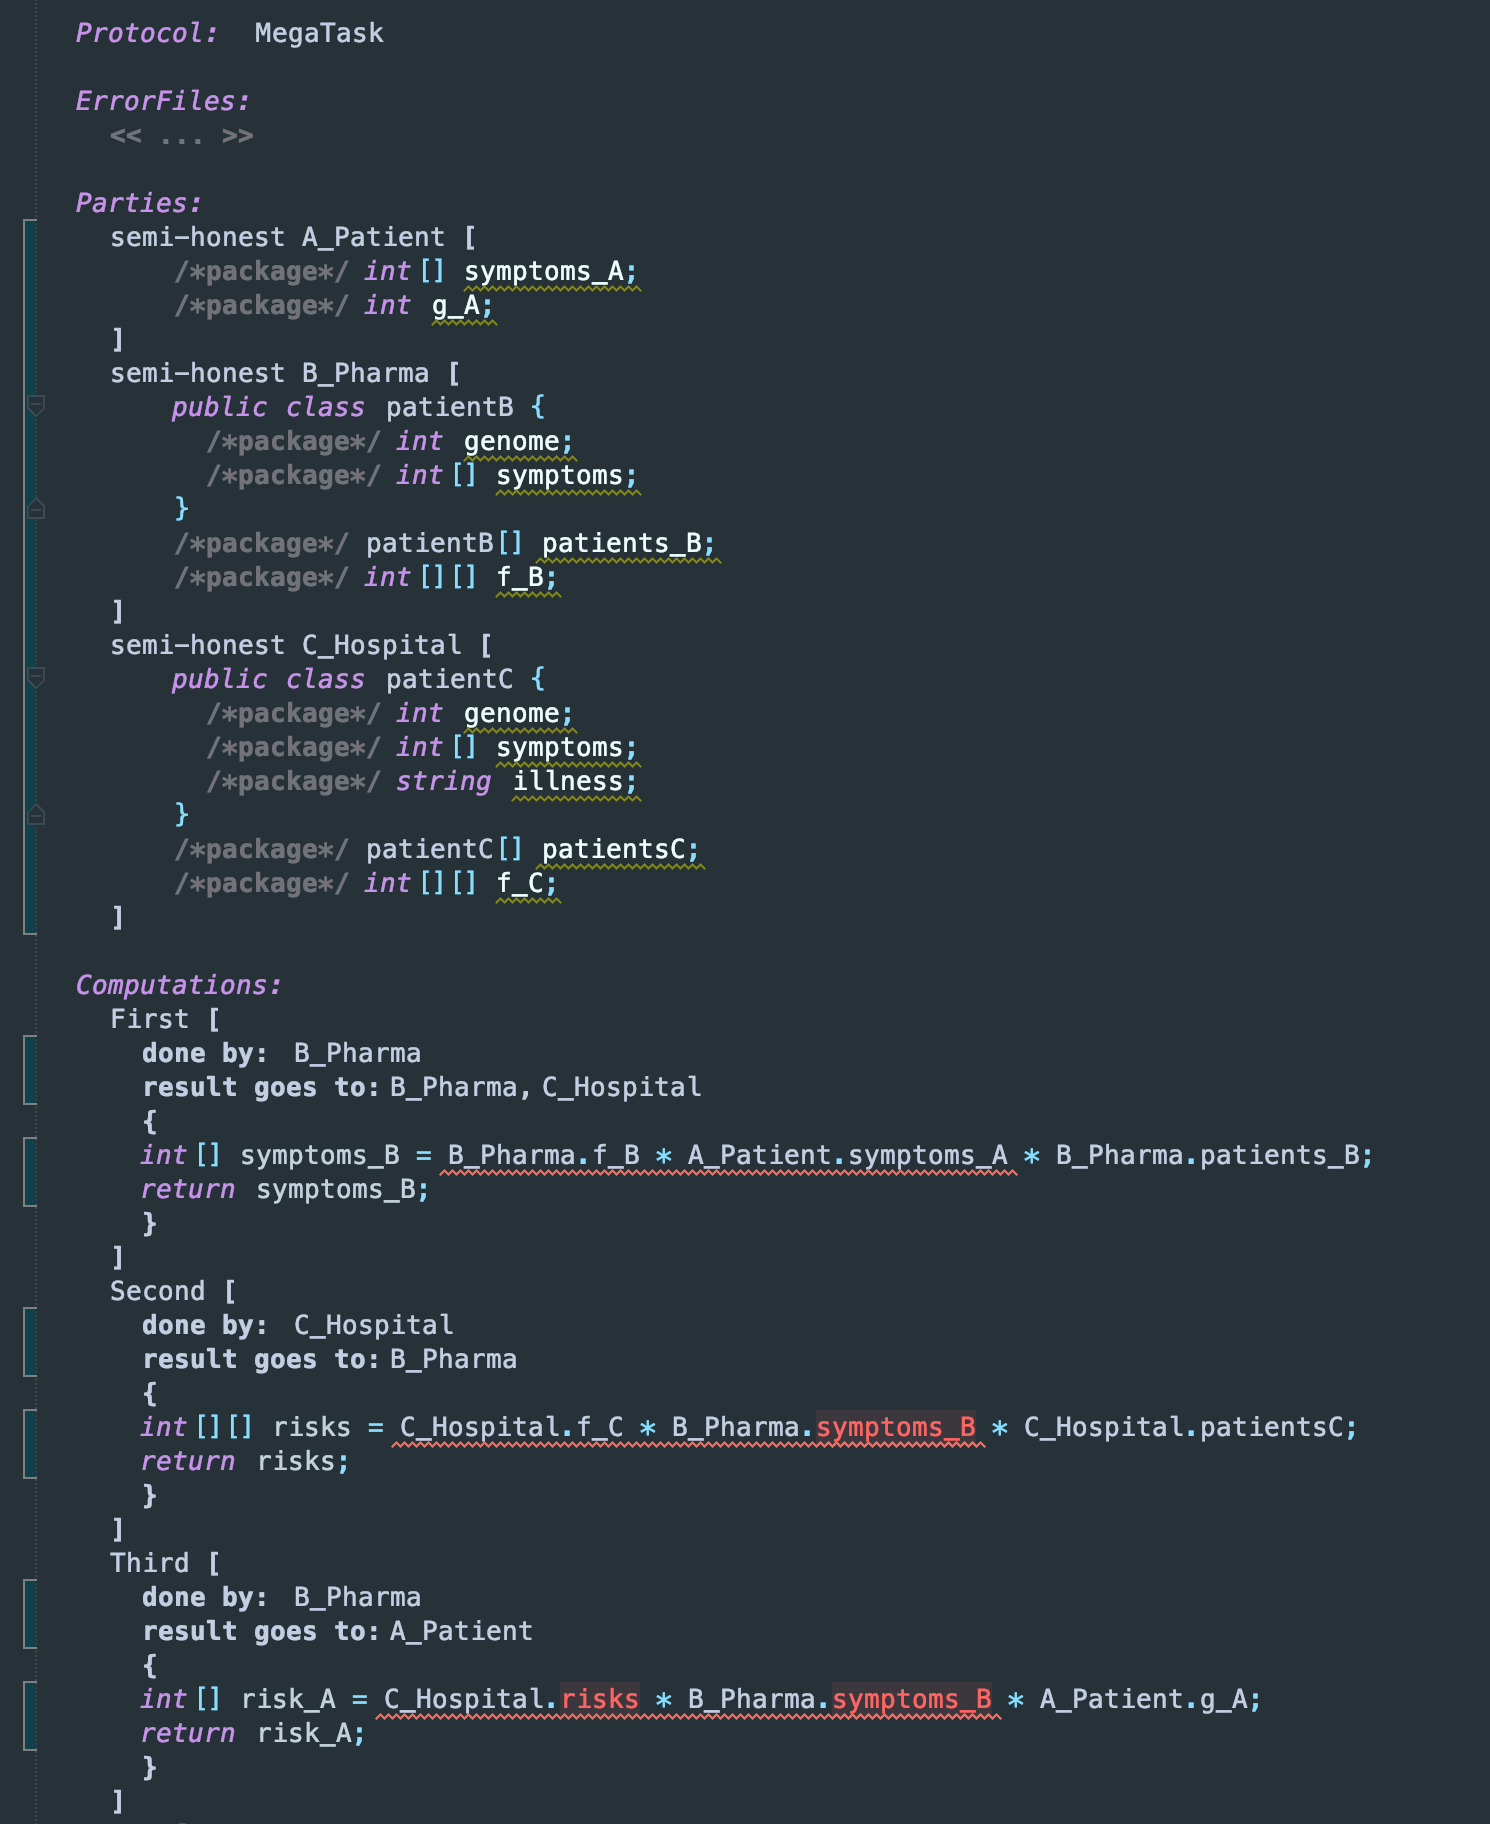 Protocol: MegaTask
ErrorFiles:
<< ... >>
Parties:
semi-honest A_Patient [
/*package*/ int[] symptoms_A;
/*package*/ int g_A;
]
semi-honest B_Pharma [
public class patientB {
/*package*/ int genome;
/*package*/ int[] symptoms;
}
/*package*/ patientB[] patients_B;
/*package*/ int[][] f_B;
]
semi-honest C_Hospital [
public class patientC {
/*package*/ int genome;
/*package*/ int[] symptoms;
/*package*/ string illness;
}
/*package*/ patientC[] patientsC;
/*package*/ int[][] f_C;
]
Computations:
First [
done by: B_Pharma
result goes to: B_Pharma, C_Hospital
{
int[] symptoms_B = B_Pharma.f_B * A_Patient.symptoms_A * B_Pharma.patients_B;
return symptoms_B;
}
]
Second [
done by: C_Hospital
result goes to: B_Pharma
{
int[][] risks = C_Hospital.f_C * B_Pharma.symptoms_B * C_Hospital.patientsC;
return risks;
}
]
Third [
done by: B_Pharma
result goes to: A_Patient
{
int[] risk_A = C_Hospital.risks * B_Pharma.symptoms_B * A_Patient.g_A;
return risk_A;
}
]